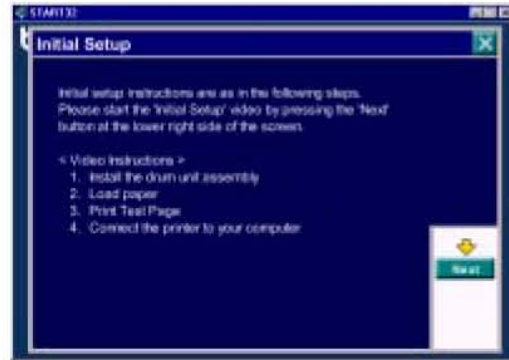 START32
Initial Setup
Initial setup instructions are as in the following steps.
Please start the 'Initial Setup' video by pressing the 'Next'
button at the lower right side of the screen.
< Video Instructions >
1. Install the drum unit assembly
2. Load paper
3. Print Test Page
4. Connect the printer to your computer
Next